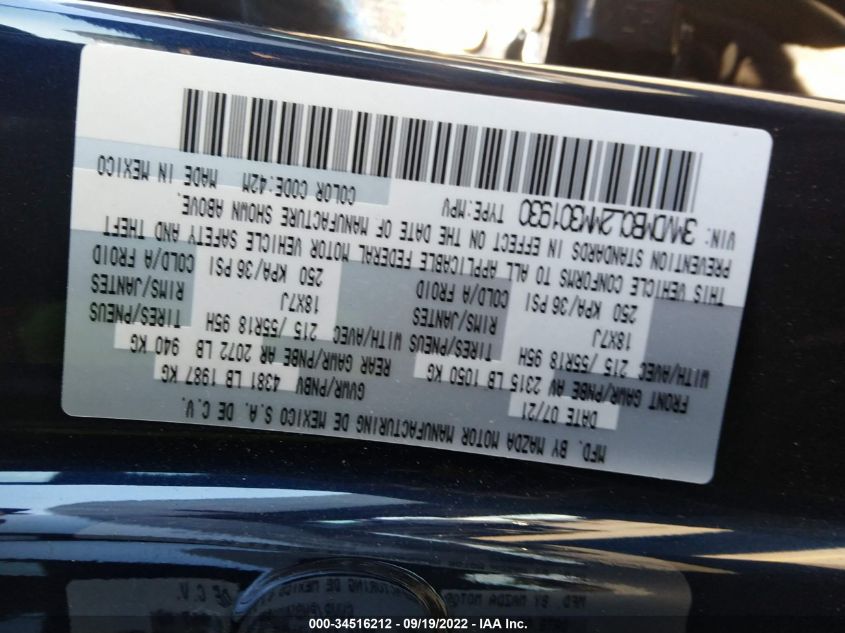 MFD. BY MAZDA MOTOR MANUFACTURING DE MEXICO S.A. DE C.V.
DATE 07/21 GVWR/PNBV 4381 LB 1987 KG
FRONT GAWR/PNBE AV 2315 LB 1050 KG REAR GAWR/PNBE AR 2072 LB 940 KG
WITH/AVEC 215 /55R18 95H TIRES/PNEUS WITH/AVEC 215 /55R18 95H TIRES/PNEUS
18X7J RIMS/JANTES 18X7J RIMS/JANTES
250 KPA/36 PSI COLD/A FROID 250 KPA/36 PSI COLD/A FROID
THIS VEHICLE CONFORMS TO ALL APPLICABLE FEDERAL MOTOR VEHICLE SAFETY AND THEFT
PREVENTION STANDARDS IN EFFECT ON THE DATE OF MANUFACTURE SHOWN ABOVE.
VIN: 3MVDMBCL2MM301930 TYPE:MPV COLOR CODE:42M MADE IN MEXICO
000-34516212 - 09/19/2022 - IAA Inc.